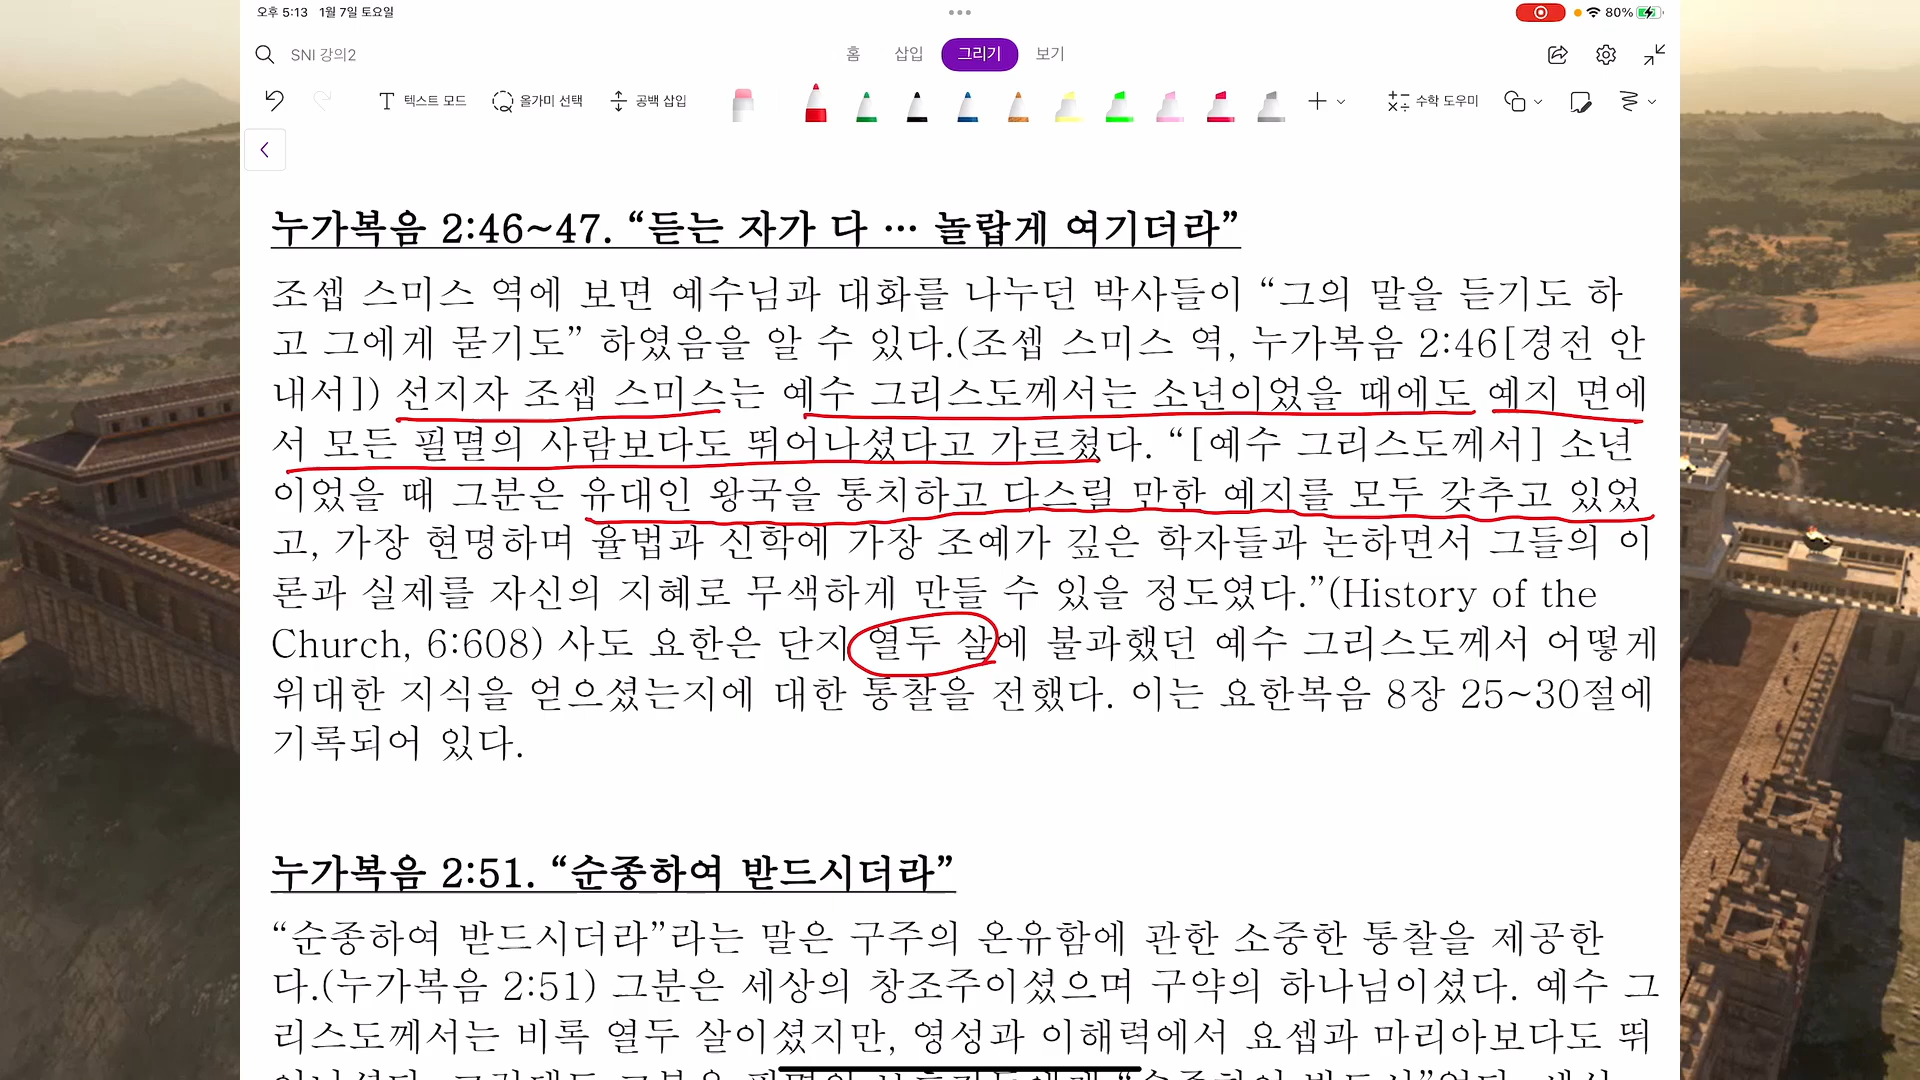 오후 5:13 1월 7일 토요일
80%
SNI 강의2
홈 삽입 그리기 보기
텍스트 모드 올가미 선택 공백 삽입 수학 도우미
누가복음 2:46~47. “듣는 자가 다 … 놀랍게 여기더라”
조셉 스미스 역에 보면 예수님과 대화를 나누던 박사들이 “그의 말을 듣기도 하
고 그에게 묻기도” 하였음을 알 수 있다.(조셉 스미스 역, 누가복음 2:46[경전 안
내서]) 선지자 조셉 스미스는 예수 그리스도께서는 소년이었을 때에도 예지 면에
서 모든 필멸의 사람보다도 뛰어나셨다고 가르쳤다. “[예수 그리스도께서] 소년
이었을 때 그분은 유대인 왕국을 통치하고 다스릴 만한 예지를 모두 갖추고 있었
고, 가장 현명하며 율법과 신학에 가장 조예가 깊은 학자들과 논하면서 그들의 이
론과 실제를 자신의 지혜로 무색하게 만들 수 있을 정도였다.”(History of the
Church, 6:608) 사도 요한은 단지 열두 살에 불과했던 예수 그리스도께서 어떻게
위대한 지식을 얻으셨는지에 대한 통찰을 전했다. 이는 요한복음 8장 25~30절에
기록되어 있다.
누가복음 2:51. “순종하여 받드시더라”
“순종하여 받드시더라”라는 말은 구주의 온유함에 관한 소중한 통찰을 제공한
다.(누가복음 2:51) 그분은 세상의 창조주이셨으며 구약의 하나님이셨다. 예수 그
리스도께서는 비록 열두 살이셨지만, 영성과 이해력에서 요셉과 마리아보다도 뛰